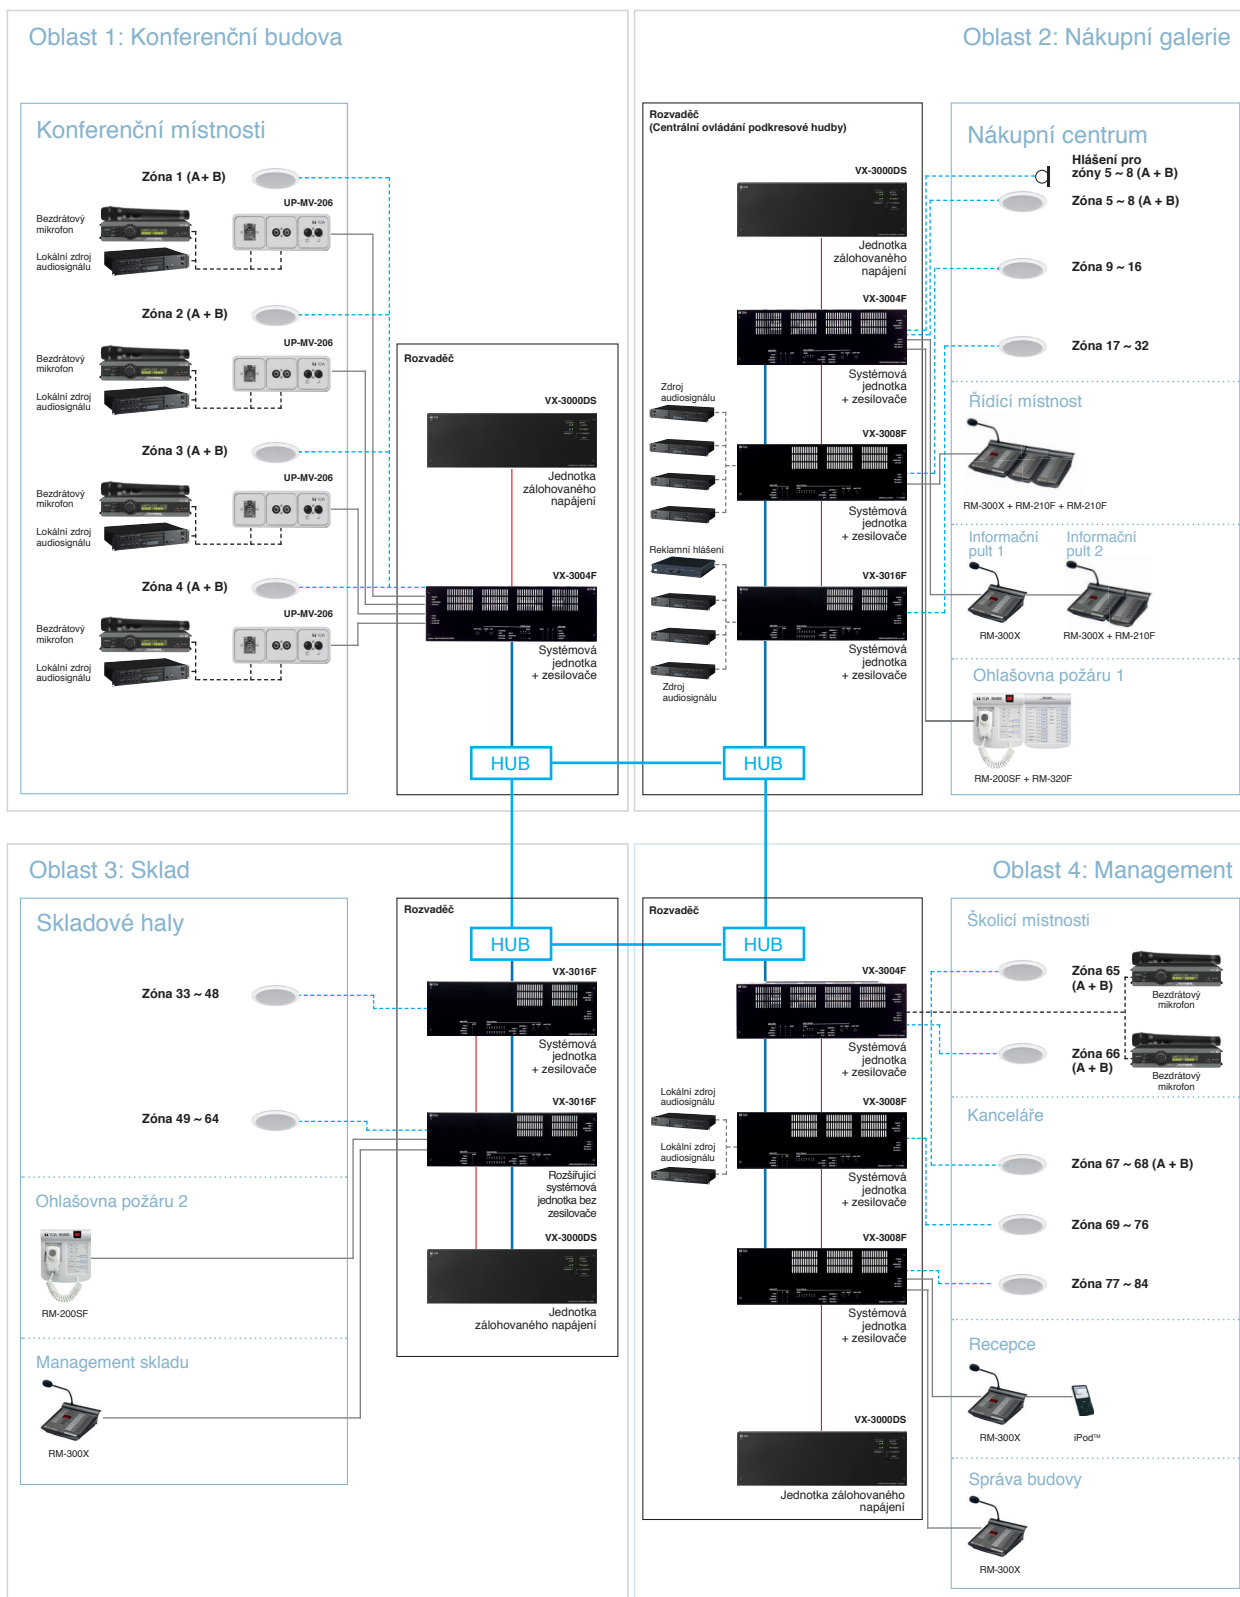 Oblast 1: Konferenční budova
Konferenční místnosti
Zóna 1 (A + B)
UP-MV-206
Bezdrátový
mikrofon
Lokální zdroj
audiosignálu
Zóna 2 (A + B)
UP-MV-206
Bezdrátový
mikrofon
Lokální zdroj
audiosignálu
Zóna 3 (A + B)
UP-MV-206
Bezdrátový
mikrofon
Lokální zdroj
audiosignálu
Zóna 4 (A + B)
UP-MV-206
Bezdrátový
mikrofon
Lokální zdroj
audiosignálu
Rozvaděč
VX-3000DS
Jednotka
zálohovaného
napájení
VX-3004F
Systémová
jednotka
+ zesilovače
HUB
Oblast 2: Nákupní galerie
Rozvaděč
(Centrální ovládání podkresové hudby)
VX-3000DS
Jednotka
zálohovaného
napájení
VX-3004F
Systémová
jednotka
+ zesilovače
Zdroj
audiosignálu
VX-3008F
Systémová
jednotka
+ zesilovače
Reklamní hlášení
VX-3016F
Systémová
jednotka
+ zesilovače
Zdroj
audiosignálu
HUB
Nákupní centrum
Hlášení pro
zóny 5 ~ 8 (A + B)
Zóna 5 ~ 8 (A + B)
Zóna 9 ~ 16
Zóna 17 ~ 32
Řídící místnost
RM-300X + RM-210F + RM-210F
Informační
pult 1
Informační
pult 2
RM-300X
RM-300X + RM-210F
Ohlašovna požáru 1
RM-200SF + RM-320F
Oblast 3: Sklad
Skladové haly
Zóna 33 ~ 48
Zóna 49 ~ 64
Ohlašovna požáru 2
RM-200SF
Management skladu
RM-300X
Rozvaděč
HUB
VX-3016F
Systémová
jednotka
+ zesilovače
VX-3016F
Rozšiřující
systémová
jednotka bez
zesilovače
VX-3000DS
Jednotka
zálohovaného napájení
Oblast 4: Management
Rozvaděč
HUB
VX-3004F
Systémová
jednotka
+ zesilovače
Lokální zdroj
audiosignálu
Lokální zdroj
audiosignálu
VX-3008F
Systémová
jednotka
+ zesilovače
VX-3008F
Systémová
jednotka
+ zesilovače
VX-3000DS
Jednotka zálohovaného
napájení
Školicí místnosti
Zóna 65
(A + B)
Bezdrátový
mikrofon
Zóna 66
(A + B)
Bezdrátový
mikrofon
Kanceláře
Zóna 67 ~ 68 (A + B)
Zóna 69 ~ 76
Zóna 77 ~ 84
Recepce
RM-300X
iPod™
Správa budovy
RM-300X